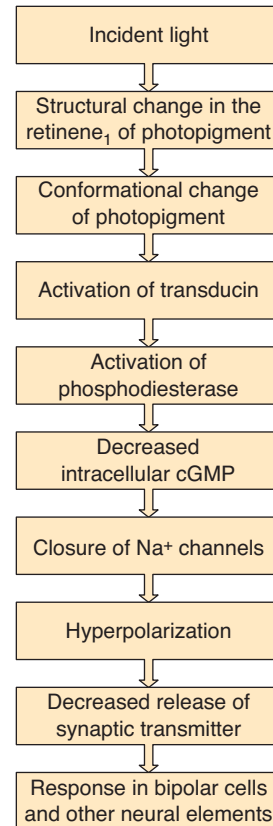 Incident light
Structural change in the
retinene₁ of photopigment
Conformational change
of photopigment
Activation of transducin
Activation of
phosphodiesterase
Decreased
intracellular cGMP
Closure of Na⁺ channels
Hyperpolarization
Decreased release of
synaptic transmitter
Response in bipolar cells
and other neural elements